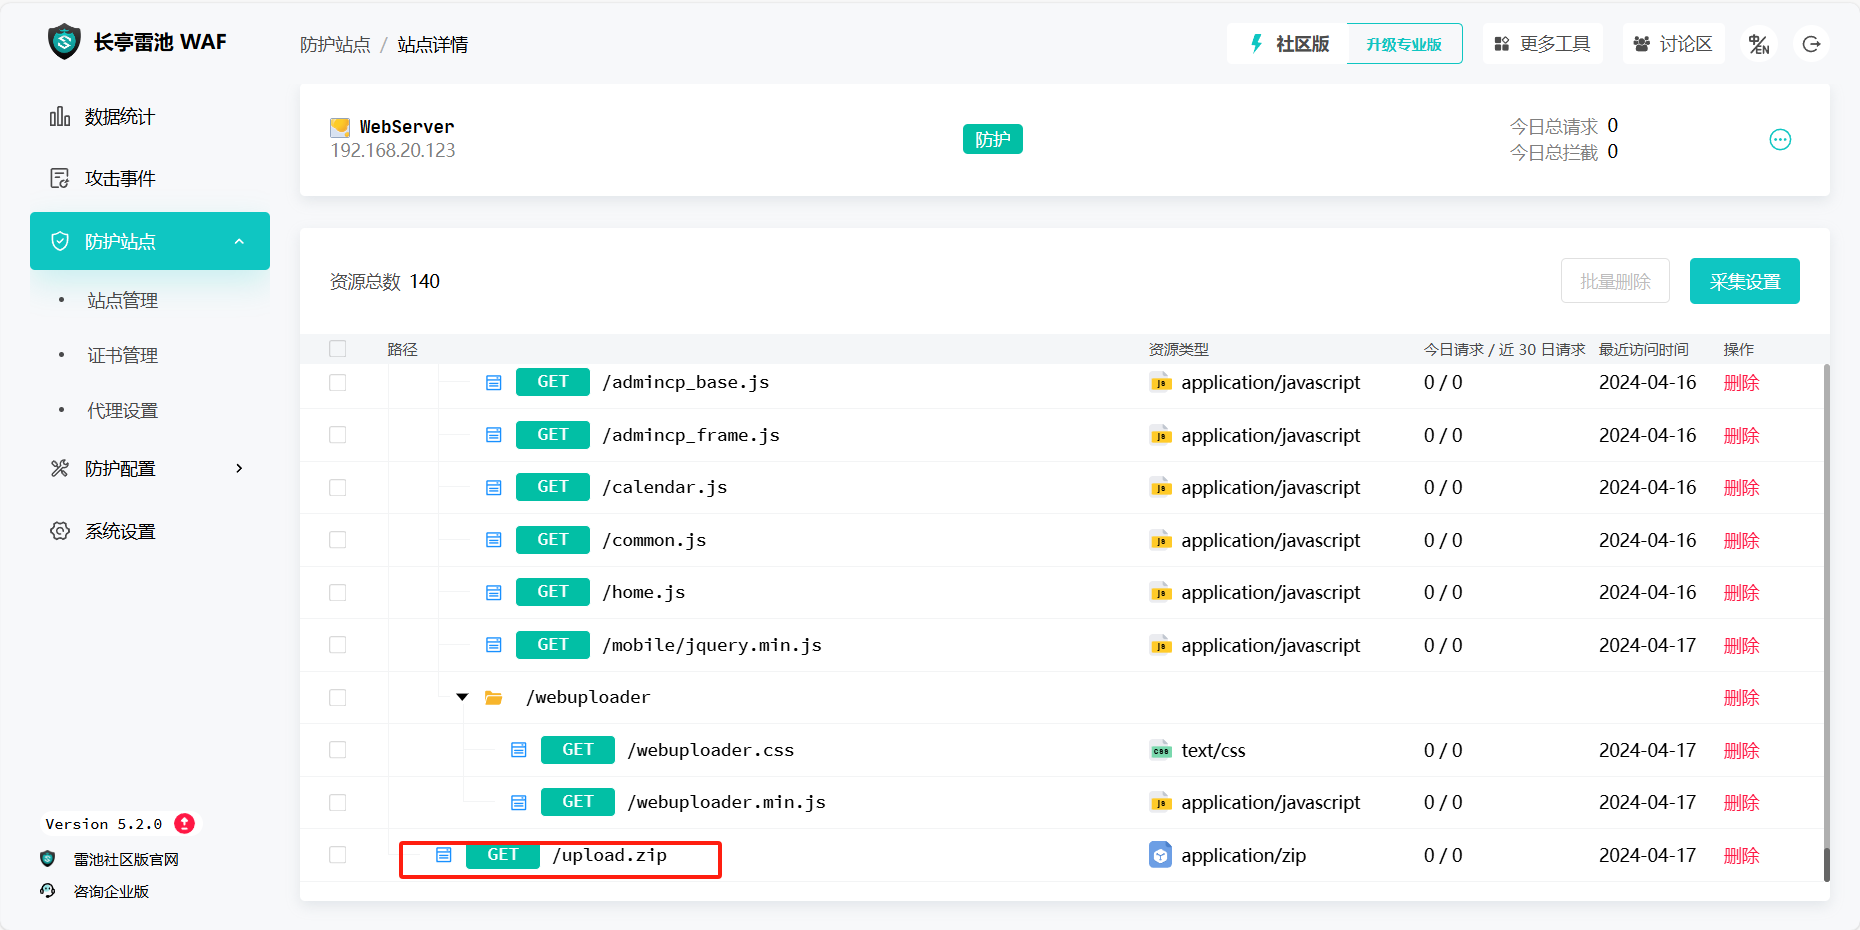 长亭雷池 WAF
防护站点 / 站点详情
社区版
升级专业版
更多工具
讨论区
中/EN
数据统计
攻击事件
防护站点
站点管理
证书管理
代理设置
防护配置
系统设置
Version 5.2.0
雷池社区版官网
咨询企业版
WebServer
192.168.20.123
防护
今日总请求 0
今日总拦截 0
资源总数 140
批量删除
采集设置
路径 资源类型 今日请求 / 近 30 日请求 最近访问时间 操作
GET /admincp_base.js JS application/javascript 0 / 0 2024-04-16 删除
GET /admincp_frame.js JS application/javascript 0 / 0 2024-04-16 删除
GET /calendar.js JS application/javascript 0 / 0 2024-04-16 删除
GET /common.js JS application/javascript 0 / 0 2024-04-16 删除
GET /home.js JS application/javascript 0 / 0 2024-04-16 删除
GET /mobile/jquery.min.js JS application/javascript 0 / 0 2024-04-17 删除
/webuploader 删除
GET /webuploader.css CSS text/css 0 / 0 2024-04-17 删除
GET /webuploader.min.js JS application/javascript 0 / 0 2024-04-17 删除
GET /upload.zip application/zip 0 / 0 2024-04-17 删除